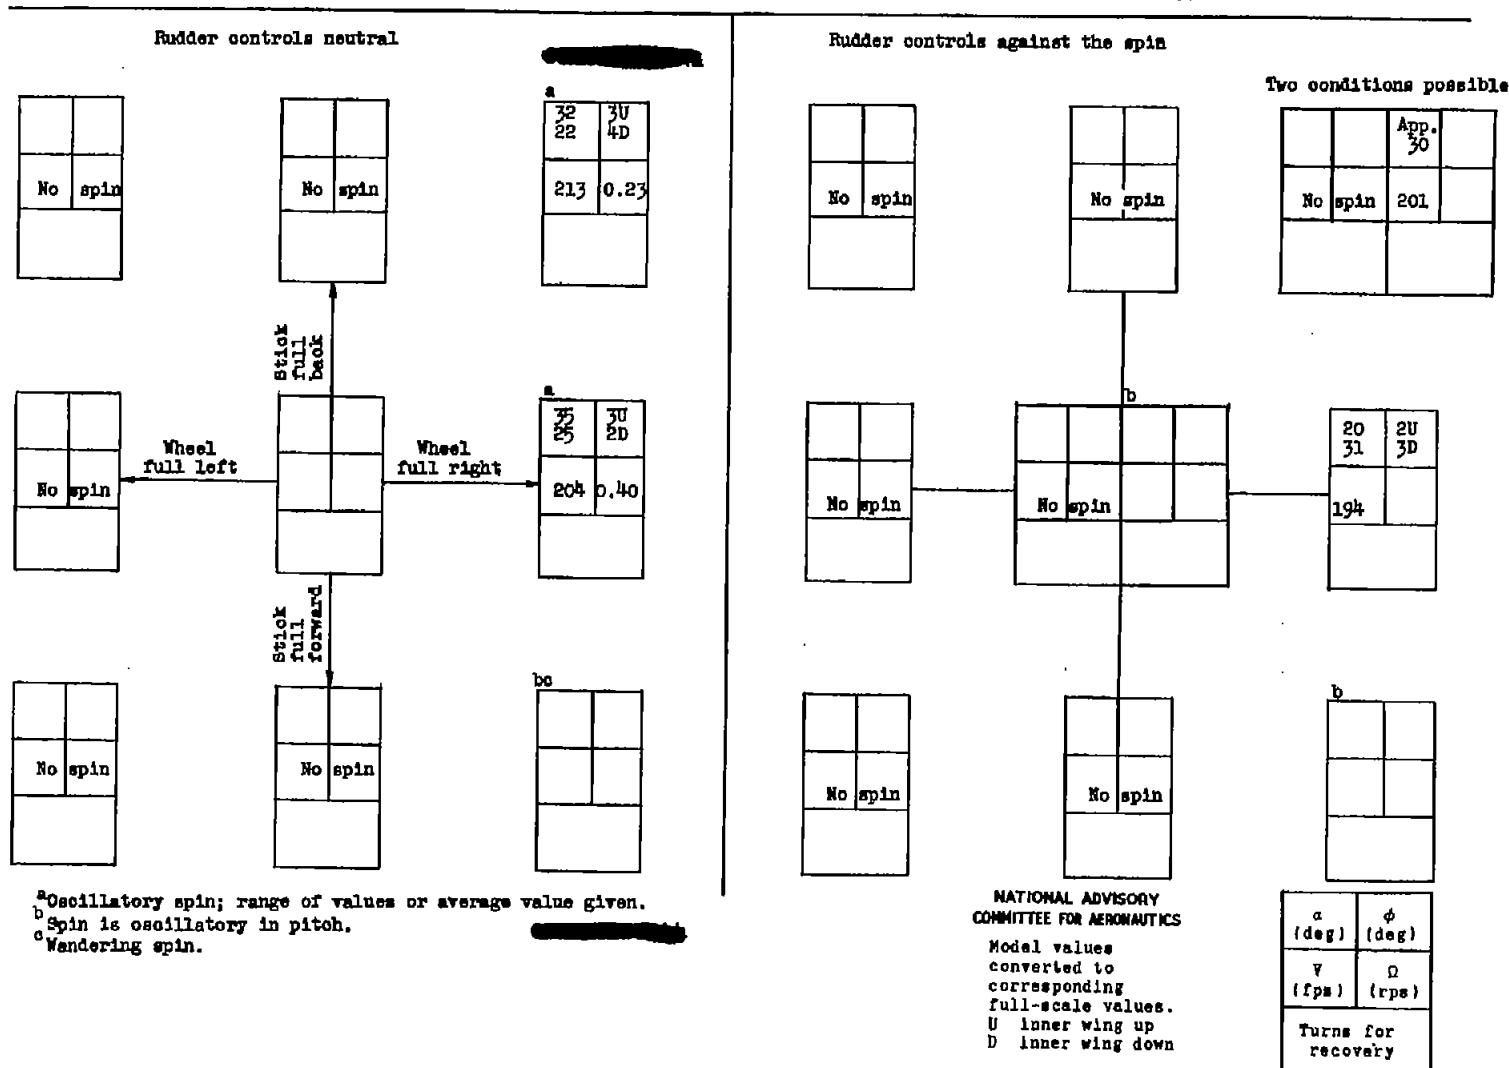 Rudder controls neutral
Rudder controls against the spin
Two conditions possible
No spin
No spin
a
32 3U
22 4D
213 0.23
No spin
No spin
App.
30
No spin 201
Stick
full
back
Wheel
full left
Wheel
full right
No spin
a
35 3U
23 2D
204 0.40
No spin
b
No spin
20 2U
31 3D
194
Stick
full
forward
No spin
No spin
bc
No spin
No spin
b
aOscillatory spin; range of values or average value given.
bSpin is oscillatory in pitch.
cWandering spin.
NATIONAL ADVISORY
COMMITTEE FOR AERONAUTICS
Model values
converted to
corresponding
full-scale values.
U inner wing up
D inner wing down
α ϕ
(deg) (deg)
V Ω
(fps) (rps)
Turns for
recovery